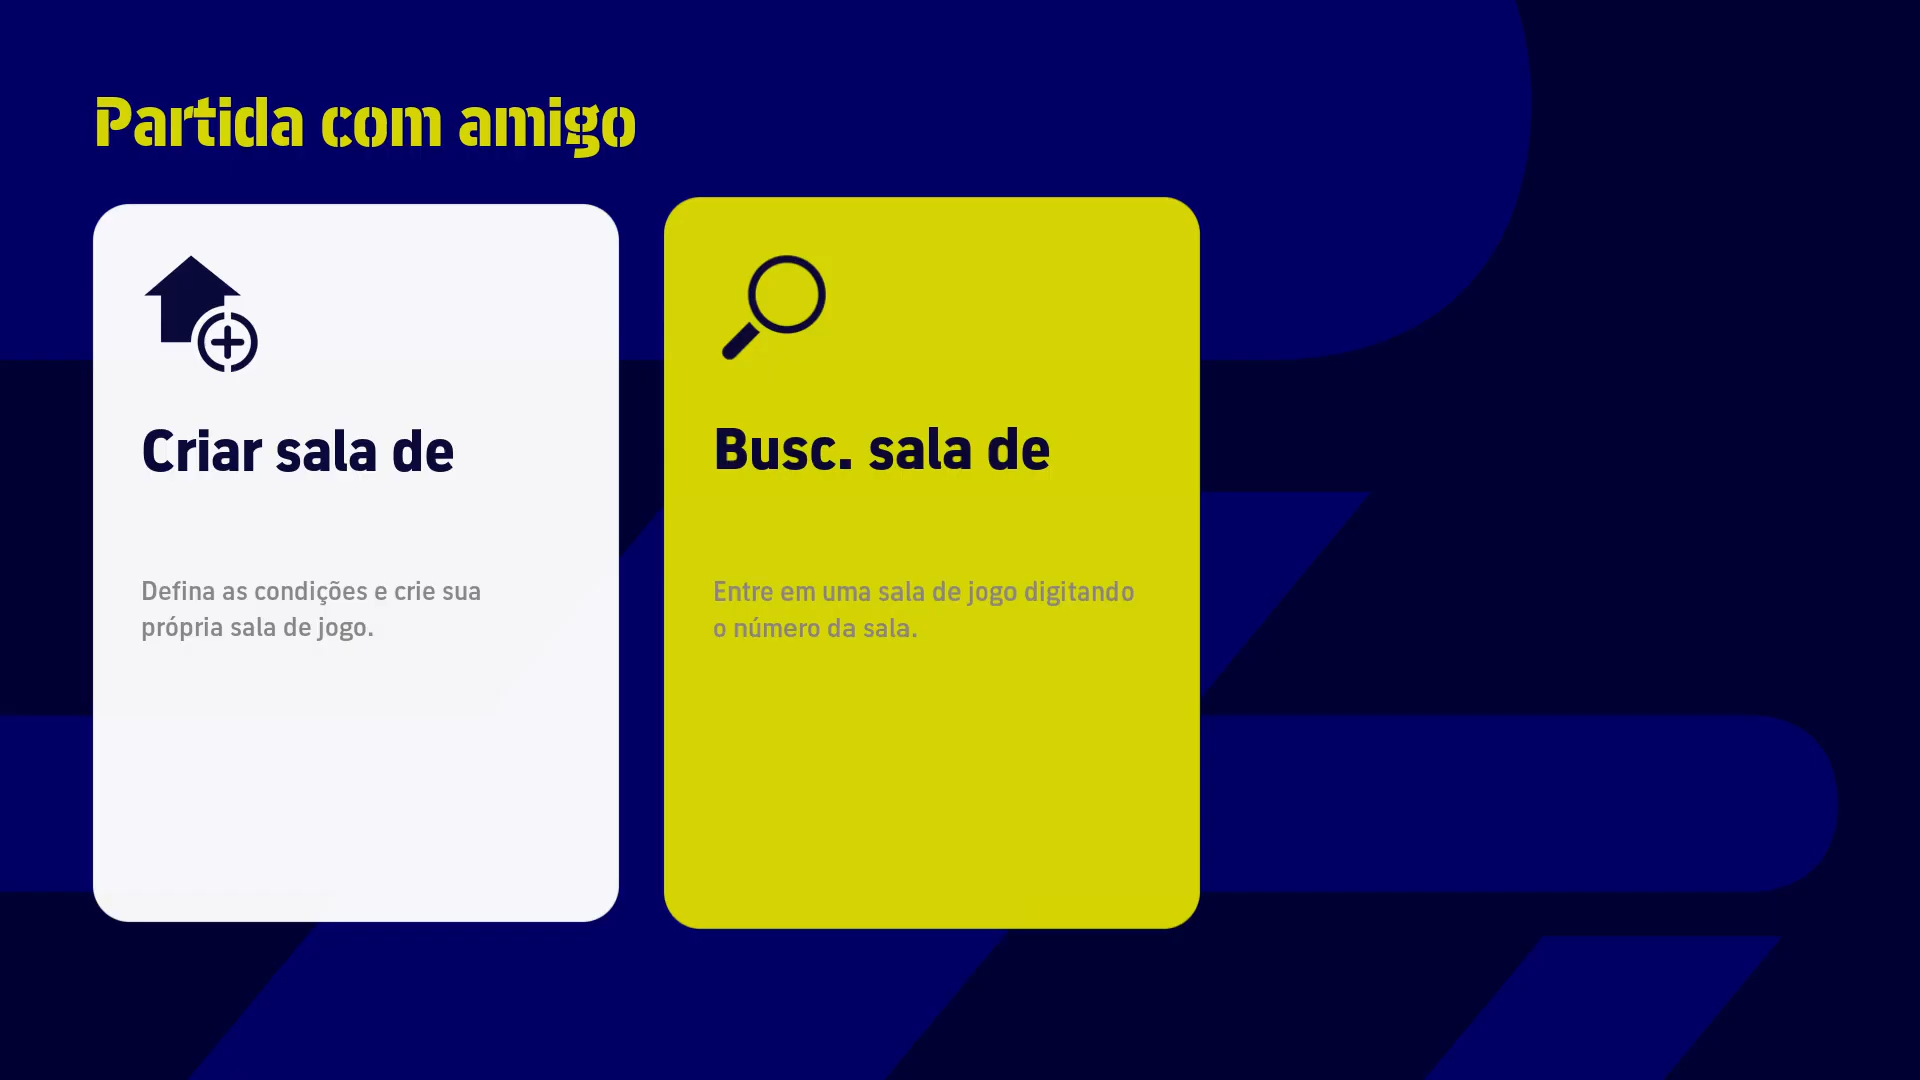 Partida com amigo
Criar sala de
Defina as condições e crie sua
própria sala de jogo.
Busc. sala de
Entre em uma sala de jogo digitando
o número da sala.